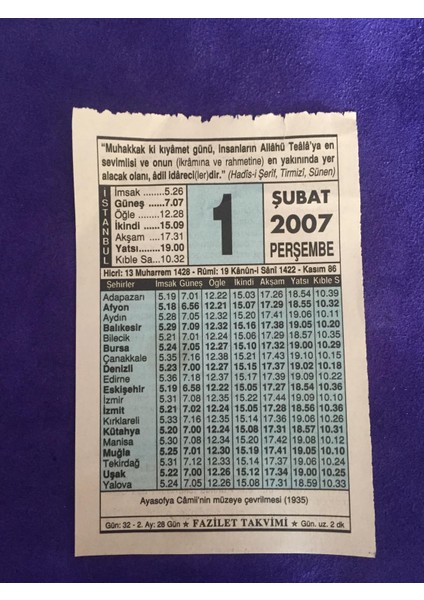 "Muhakkak ki kıyâmet günü, insanların Allâhü Teâlâ'ya en
sevimlisi ve onun (ikrâmına ve rahmetine) en yakınında yer
alacak olanı, âdil idâreci(ler)dir." (Hadîs-i Şerîf, Tirmizî, Sünen)
İSTANBUL
İmsak ......5.26
Güneş ......7.07
Öğle ......12.28
İkindi ......15.09
Akşam ......17.31
Yatsı ......19.00
Kıble Sa...10.32
1
ŞUBAT
2007
PERŞEMBE
Hicrî: 13 Muharrem 1428 - Rûmî: 19 Kânûn-i Sânî 1422 - Kasım 86
Şehirler İmsak Güneş Öğle İkindi Akşam Yatsı Kıble S
Adapazarı 5.19 7.01 12.22 15.03 17.26 18.54 10.39
Afyon 5.18 6.56 12.21 15.07 17.29 18.55 10.32
Aydın 5.28 7.05 12.32 15.20 17.41 19.06 10.11
Balıkesir 5.29 7.09 12.32 15.16 17.38 19.05 10.20
Bilecik 5.21 7.01 12.24 15.06 17.29 18.57 10.35
Bursa 5.24 7.05 12.27 15.10 17.32 19.00 10.29
Çanakkale 5.35 7.16 12.38 15.21 17.43 19.10 10.15
Denizli 5.23 7.00 12.27 15.15 17.37 19.02 10.18
Edirne 5.36 7.18 12.37 15.17 17.39 19.09 10.22
Eskişehir 5.19 6.58 12.22 15.05 17.27 18.54 10.36
İzmir 5.31 7.08 12.35 15.22 17.44 19.09 10.10
İzmit 5.21 7.02 12.24 15.05 17.28 18.56 10.36
Kırklareli 5.33 7.16 12.35 15.14 17.36 19.06 10.26
Kütahya 5.20 7.00 12.24 15.08 17.31 18.57 10.31
Manisa 5.30 7.08 12.34 15.20 17.42 19.08 10.12
Muğla 5.25 7.01 12.30 15.19 17.41 19.05 10.10
Tekirdağ 5.31 7.12 12.33 15.14 17.37 19.06 10.24
Uşak 5.22 7.00 12.26 15.12 17.34 19.00 10.25
Yalova 5.24 7.05 12.26 15.08 17.31 18.59 10.33
Ayasofya Câmii'nin müzeye çevrilmesi (1935)
Gün: 32 - 2. Ay: 28 Gün ★ FAZİLET TAKVİMİ ★ Gün. uz. 2 dk